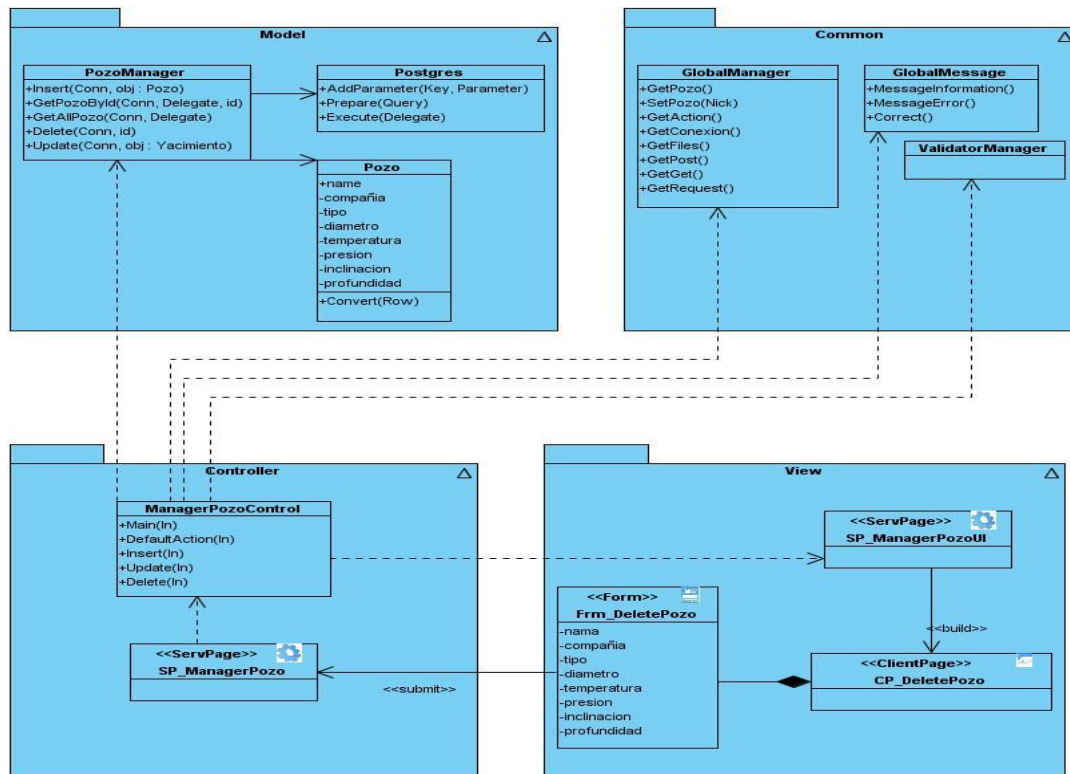 Model
PozoManager
+Insert(Conn, obj : Pozo)
+GetPozoById(Conn, Delegate, id)
+GetAllPozo(Conn, Delegate)
+Delete(Conn, id)
+Update(Conn, obj : Yacimiento)
Postgres
+AddParameter(Key, Parameter)
+Prepare(Query)
+Execute(Delegate)
Pozo
+name
-compañia
-tipo
-diametro
-temperatura
-presion
-inclinacion
-profundidad
+Convert(Row)
Common
GlobalManager
+GetPozo()
+SetPozo(Nick)
+GetAction()
+GetConexion()
+GetFiles()
+GetPost()
+GetGet()
+GetRequest()
GlobalMessage
+MessageInformation()
+MessageError()
+Correct()
ValidatorManager
Controller
ManagerPozoControl
+Main(In)
+DefaultAction(In)
+Insert(In)
+Update(In)
+Delete(In)
<<ServPage>>
SP_ManagerPozo
<<submit>>
View
<<ServPage>>
SP_ManagerPozoUI
<<build>>
<<Form>>
Frm_DeletePozo
-nama
-compañia
-tipo
-diametro
-temperatura
-presion
-inclinacion
-profundidad
<<ClientPage>>
CP_DeletePozo